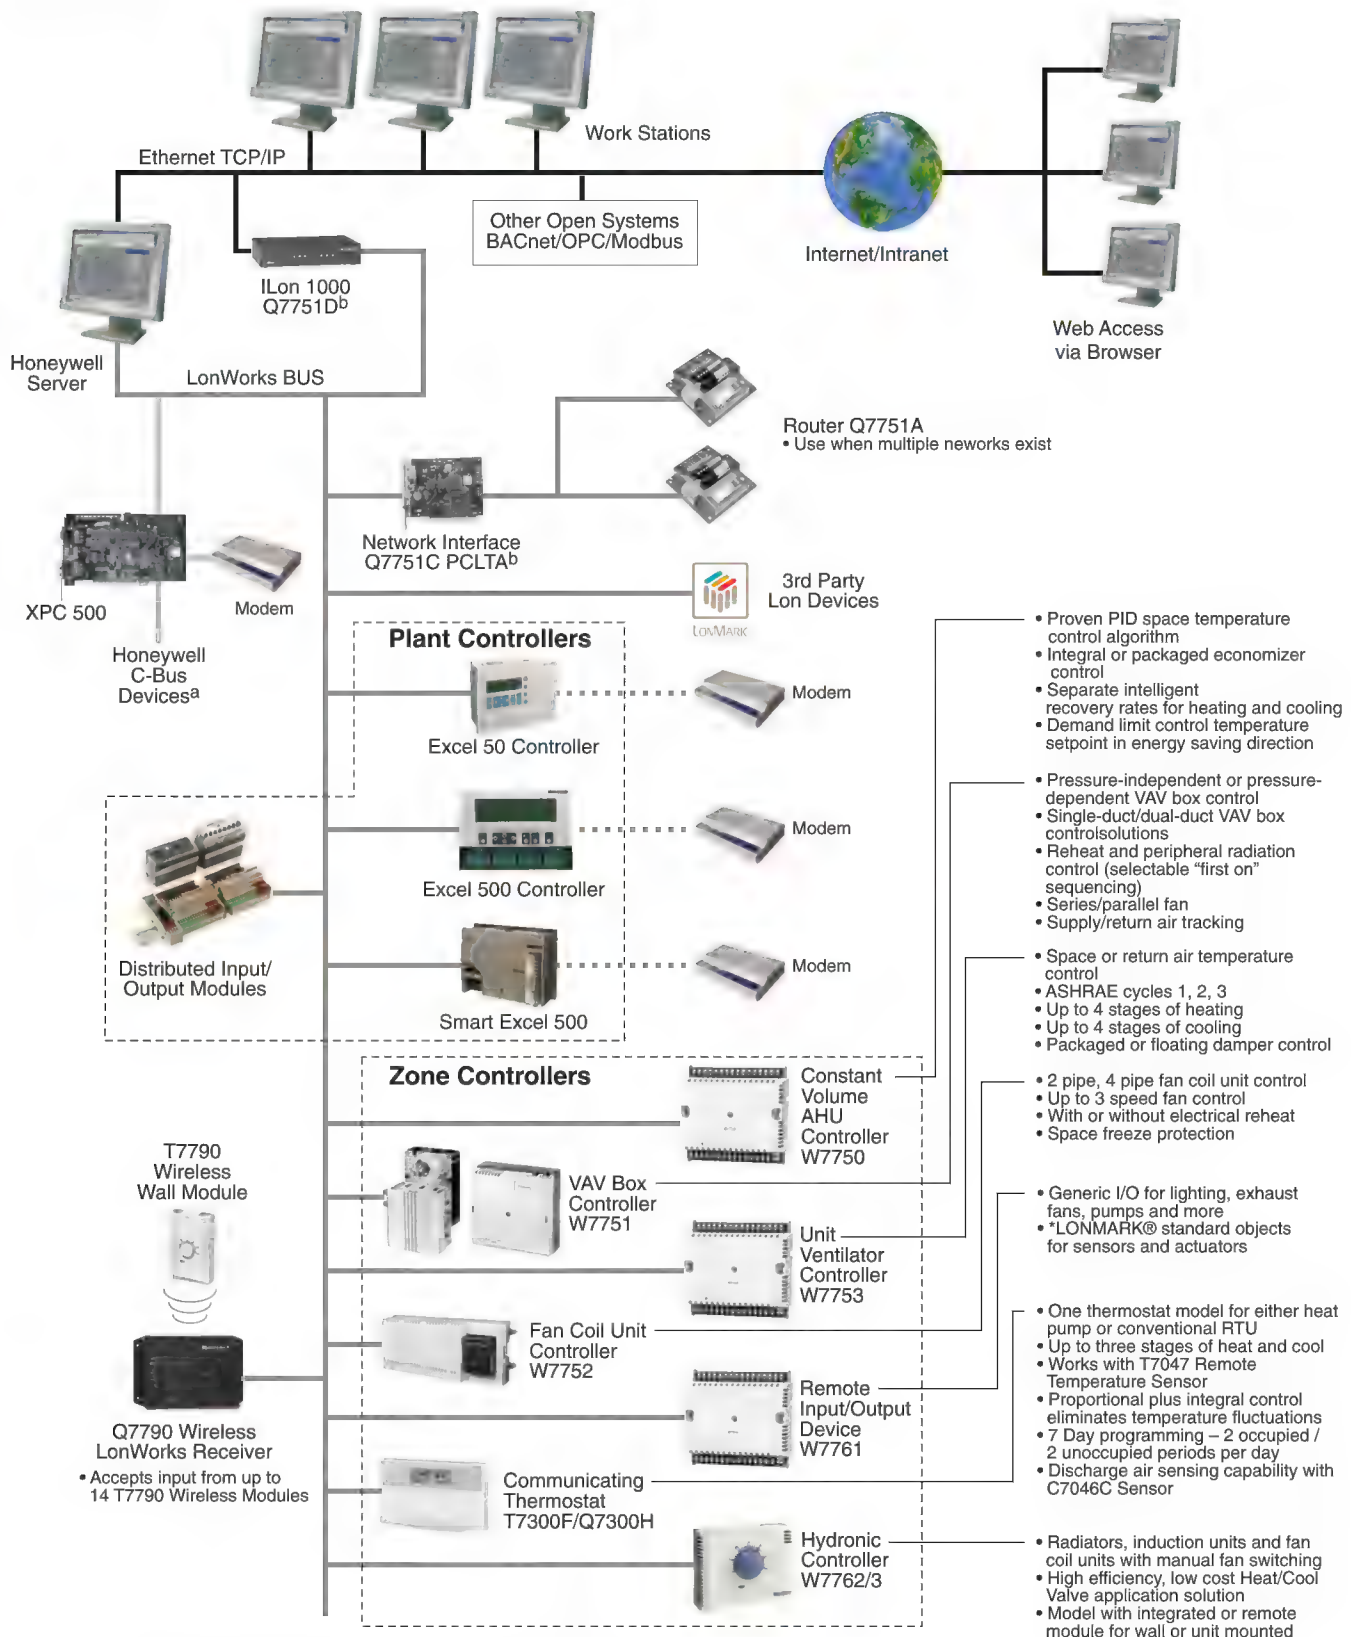 Work Stations
Ethernet TCP/IP
Other Open Systems
BACnet/OPC/Modbus
Internet/Intranet
ILon 1000
Q7751Db
Web Access
via Browser
Honeywell
Server
LonWorks BUS
Router Q7751A
• Use when multiple neworks exist
Network Interface
Q7751C PCLTAb
XPC 500
Modem
3rd Party
Lon Devices
LONMARK
Honeywell
C-Bus
Devicesa
Plant Controllers
Excel 50 Controller
Modem
Excel 500 Controller
Modem
Distributed Input/
Output Modules
Smart Excel 500
Modem
Zone Controllers
Constant
Volume
AHU
Controller
W7750
• Proven PID space temperature
control algorithm
• Integral or packaged economizer
control
• Separate intelligent
recovery rates for heating and cooling
• Demand limit control temperature
setpoint in energy saving direction
VAV Box
Controller
W7751
• Pressure-independent or pressure-
dependent VAV box control
• Single-duct/dual-duct VAV box
controlsolutions
• Reheat and peripheral radiation
control (selectable “first on”
sequencing)
• Series/parallel fan
• Supply/return air tracking
Unit
Ventilator
Controller
W7753
• Space or return air temperature
control
• ASHRAE cycles 1, 2, 3
• Up to 4 stages of heating
• Up to 4 stages of cooling
• Packaged or floating damper control
Fan Coil Unit
Controller
W7752
• 2 pipe, 4 pipe fan coil unit control
• Up to 3 speed fan control
• With or without electrical reheat
• Space freeze protection
Remote
Input/Output
Device
W7761
• Generic I/O for lighting, exhaust
fans, pumps and more
• *LONMARK® standard objects
for sensors and actuators
T7790
Wireless
Wall Module
Q7790 Wireless
LonWorks Receiver
• Accepts input from up to
14 T7790 Wireless Modules
Communicating
Thermostat
T7300F/Q7300H
• One thermostat model for either heat
pump or conventional RTU
• Up to three stages of heat and cool
• Works with T7047 Remote
Temperature Sensor
• Proportional plus integral control
eliminates temperature fluctuations
• 7 Day programming – 2 occupied /
2 unoccupied periods per day
• Discharge air sensing capability with
C7046C Sensor
Hydronic
Controller
W7762/3
• Radiators, induction units and fan
coil units with manual fan switching
• High efficiency, low cost Heat/Cool
Valve application solution
• Model with integrated or remote
module for wall or unit mounted